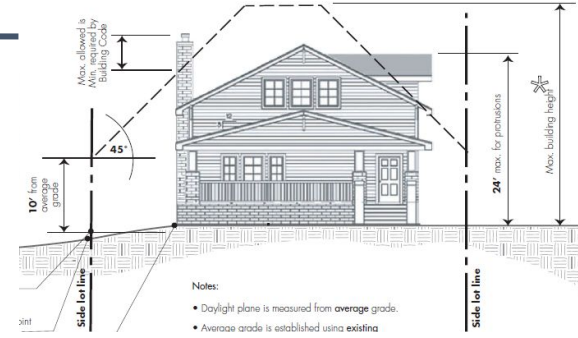 Max. allowed is
Min. required by
Building Code
45°
10' from
average
grade
24' max. for protrusions
Max. building height
Side lot line
Side lot line
12
Notes:
• Daylight plane is measured from average grade.
• Average grade is established using existing